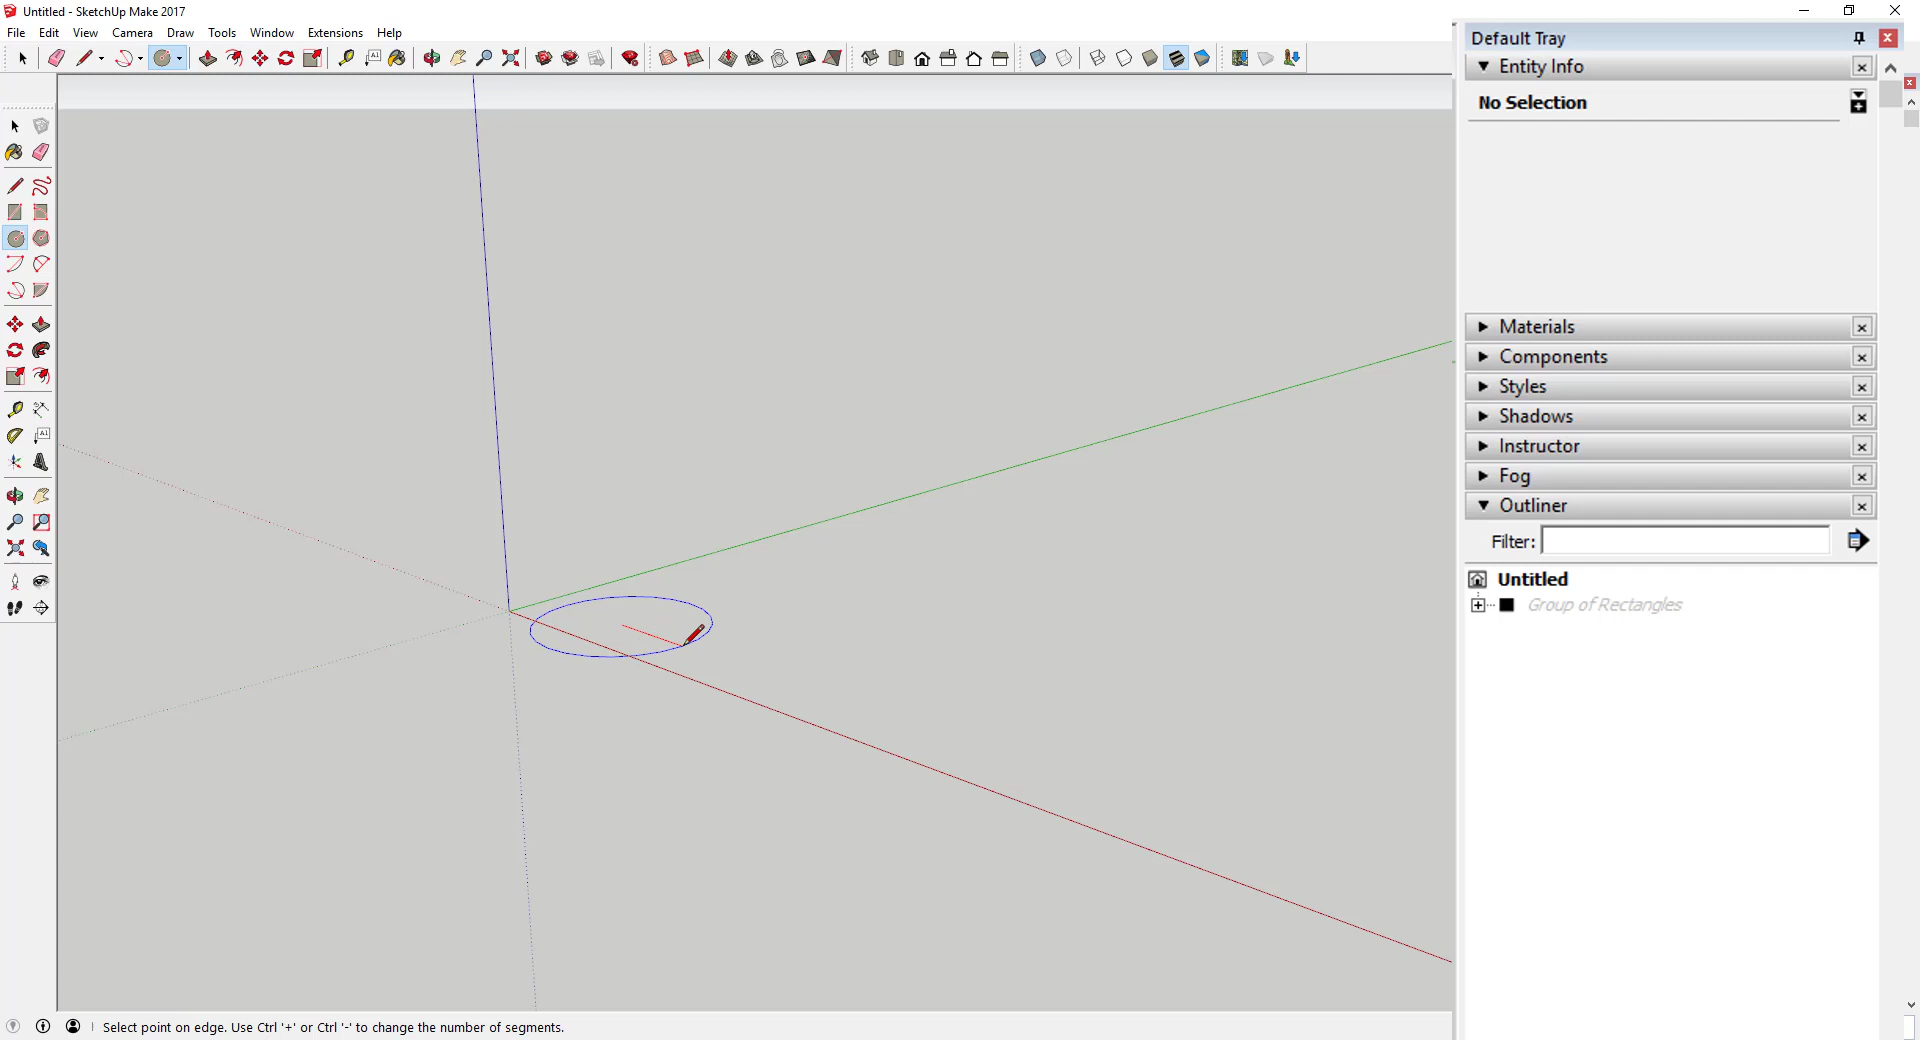 Untitled - SketchUp Make 2017
File Edit View Camera Draw Tools Window Extensions Help
Default Tray
Entity Info
No Selection
Materials
Components
Styles
Shadows
Instructor
Fog
Outliner
Filter:
Untitled
Group of Rectangles
Select point on edge. Use Ctrl '+' or Ctrl '-' to change the number of segments.